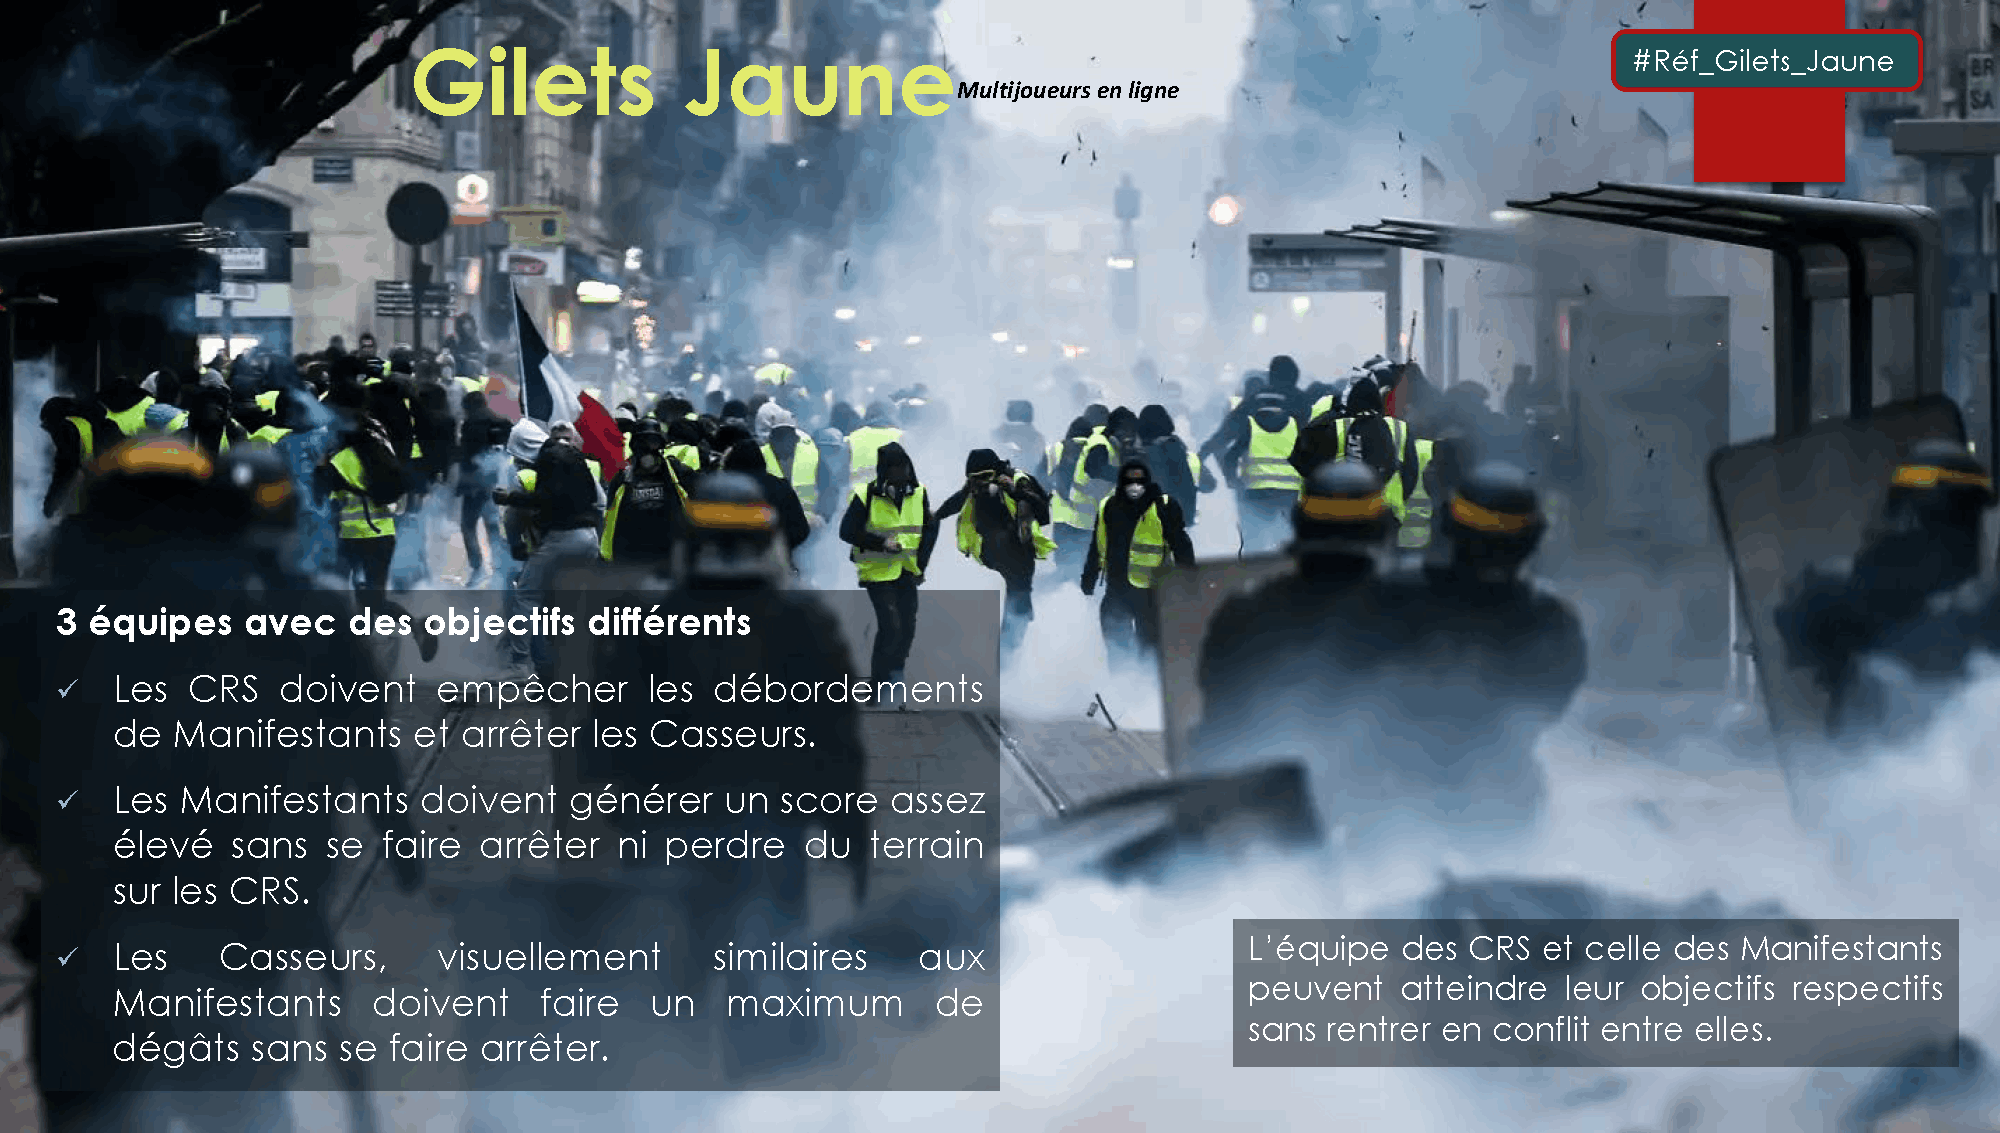 Gilets Jaune
Multijoueurs en ligne
#Réf_Gilets_Jaune
3 équipes avec des objectifs différents
✓ Les CRS doivent empêcher les débordements
de Manifestants et arrêter les Casseurs.
✓ Les Manifestants doivent générer un score assez
élevé sans se faire arrêter ni perdre du terrain
sur les CRS.
✓ Les Casseurs, visuellement similaires aux
Manifestants doivent faire un maximum de
dégâts sans se faire arrêter.
L’équipe des CRS et celle des Manifestants
peuvent atteindre leur objectifs respectifs
sans rentrer en conflit entre elles.